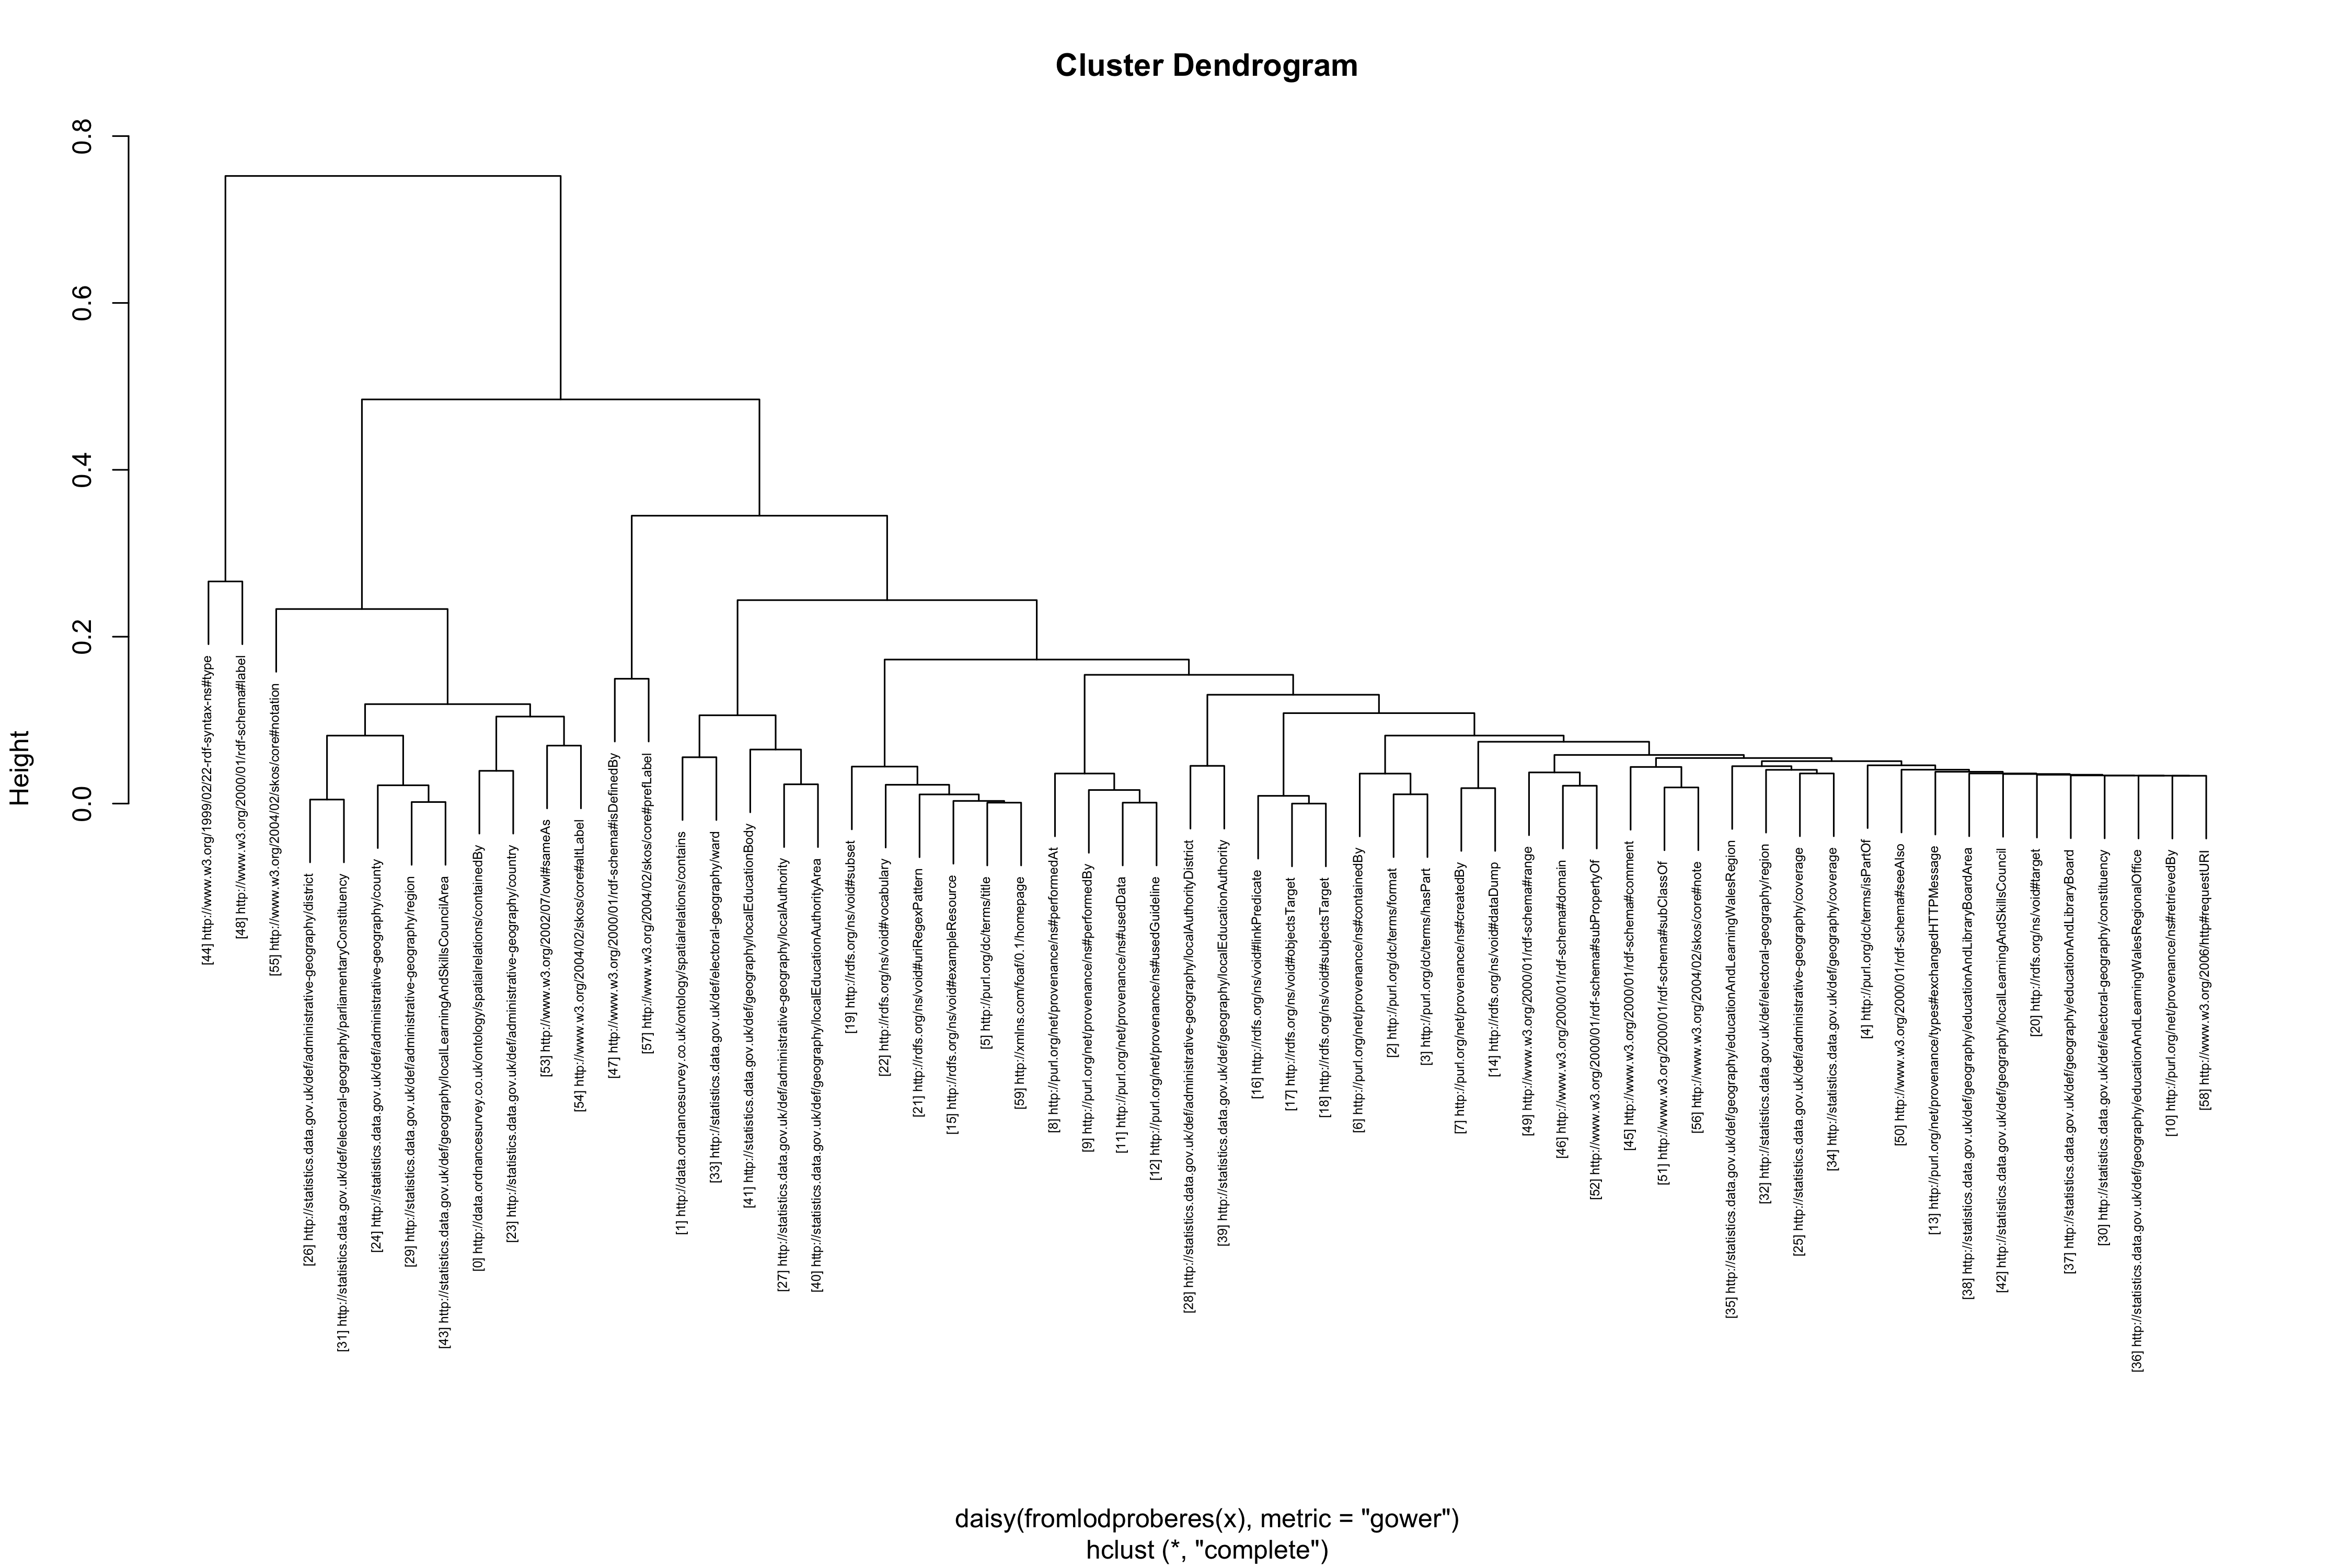 Cluster Dendrogram
Height
0.8
0.6
0.4
0.2
0.0
[44] http://www.w3.org/1999/02/22-rdf-syntax-ns#type
[48] http://www.w3.org/2000/01/rdf-schema#label
[55] http://www.w3.org/2004/02/skos/core#notation
[26] http://statistics.data.gov.uk/def/administrative-geography/district
[31] http://statistics.data.gov.uk/def/electoral-geography/parliamentaryConstituency
[24] http://statistics.data.gov.uk/def/administrative-geography/county
[29] http://statistics.data.gov.uk/def/administrative-geography/region
[43] http://statistics.data.gov.uk/def/geography/localLearningAndSkillsCouncilArea
[0] http://data.ordnancesurvey.co.uk/ontology/spatialrelations/containedBy
[23] http://statistics.data.gov.uk/def/administrative-geography/country
[53] http://www.w3.org/2002/07/owl#sameAs
[54] http://www.w3.org/2004/02/skos/core#altLabel
[47] http://www.w3.org/2000/01/rdf-schema#isDefinedBy
[57] http://www.w3.org/2004/02/skos/core#prefLabel
[1] http://data.ordnancesurvey.co.uk/ontology/spatialrelations/contains
[33] http://statistics.data.gov.uk/def/electoral-geography/ward
[41] http://statistics.data.gov.uk/def/geography/localEducationBody
[27] http://statistics.data.gov.uk/def/administrative-geography/localAuthority
[40] http://statistics.data.gov.uk/def/geography/localEducationAuthorityArea
[19] http://rdfs.org/ns/void#subset
[22] http://rdfs.org/ns/void#vocabulary
[21] http://rdfs.org/ns/void#uriRegexPattern
[15] http://rdfs.org/ns/void#exampleResource
[5] http://purl.org/dc/terms/title
[59] http://xmlns.com/foaf/0.1/homepage
[8] http://purl.org/net/provenance/ns#performedAt
[9] http://purl.org/net/provenance/ns#performedBy
[11] http://purl.org/net/provenance/ns#usedData
[12] http://purl.org/net/provenance/ns#usedGuideline
[28] http://statistics.data.gov.uk/def/administrative-geography/localAuthorityDistrict
[39] http://statistics.data.gov.uk/def/geography/localEducationAuthority
[16] http://rdfs.org/ns/void#linkPredicate
[17] http://rdfs.org/ns/void#objectsTarget
[18] http://rdfs.org/ns/void#subjectsTarget
[6] http://purl.org/net/provenance/ns#containedBy
[2] http://purl.org/dc/terms/format
[3] http://purl.org/dc/terms/hasPart
[7] http://purl.org/net/provenance/ns#createdBy
[14] http://rdfs.org/ns/void#dataDump
[49] http://www.w3.org/2000/01/rdf-schema#range
[46] http://www.w3.org/2000/01/rdf-schema#domain
[52] http://www.w3.org/2000/01/rdf-schema#subPropertyOf
[45] http://www.w3.org/2000/01/rdf-schema#comment
[51] http://www.w3.org/2000/01/rdf-schema#subClassOf
[56] http://www.w3.org/2004/02/skos/core#note
[35] http://statistics.data.gov.uk/def/geography/educationAndLearningWalesRegion
[32] http://statistics.data.gov.uk/def/electoral-geography/region
[25] http://statistics.data.gov.uk/def/administrative-geography/coverage
[34] http://statistics.data.gov.uk/def/geography/coverage
[4] http://purl.org/dc/terms/isPartOf
[50] http://www.w3.org/2000/01/rdf-schema#seeAlso
[13] http://purl.org/net/provenance/types#exchangedHTTPMessage
[38] http://statistics.data.gov.uk/def/geography/educationAndLibraryBoardArea
[42] http://statistics.data.gov.uk/def/geography/localLearningAndSkillsCouncil
[20] http://rdfs.org/ns/void#target
[37] http://statistics.data.gov.uk/def/geography/educationAndLibraryBoard
[30] http://statistics.data.gov.uk/def/electoral-geography/constituency
[36] http://statistics.data.gov.uk/def/geography/educationAndLearningWalesRegionalOffice
[10] http://purl.org/net/provenance/ns#retrievedBy
[58] http://www.w3.org/2006/http#requestURI
daisy(fromlodproberes(x), metric = "gower")
hclust (*, "complete")